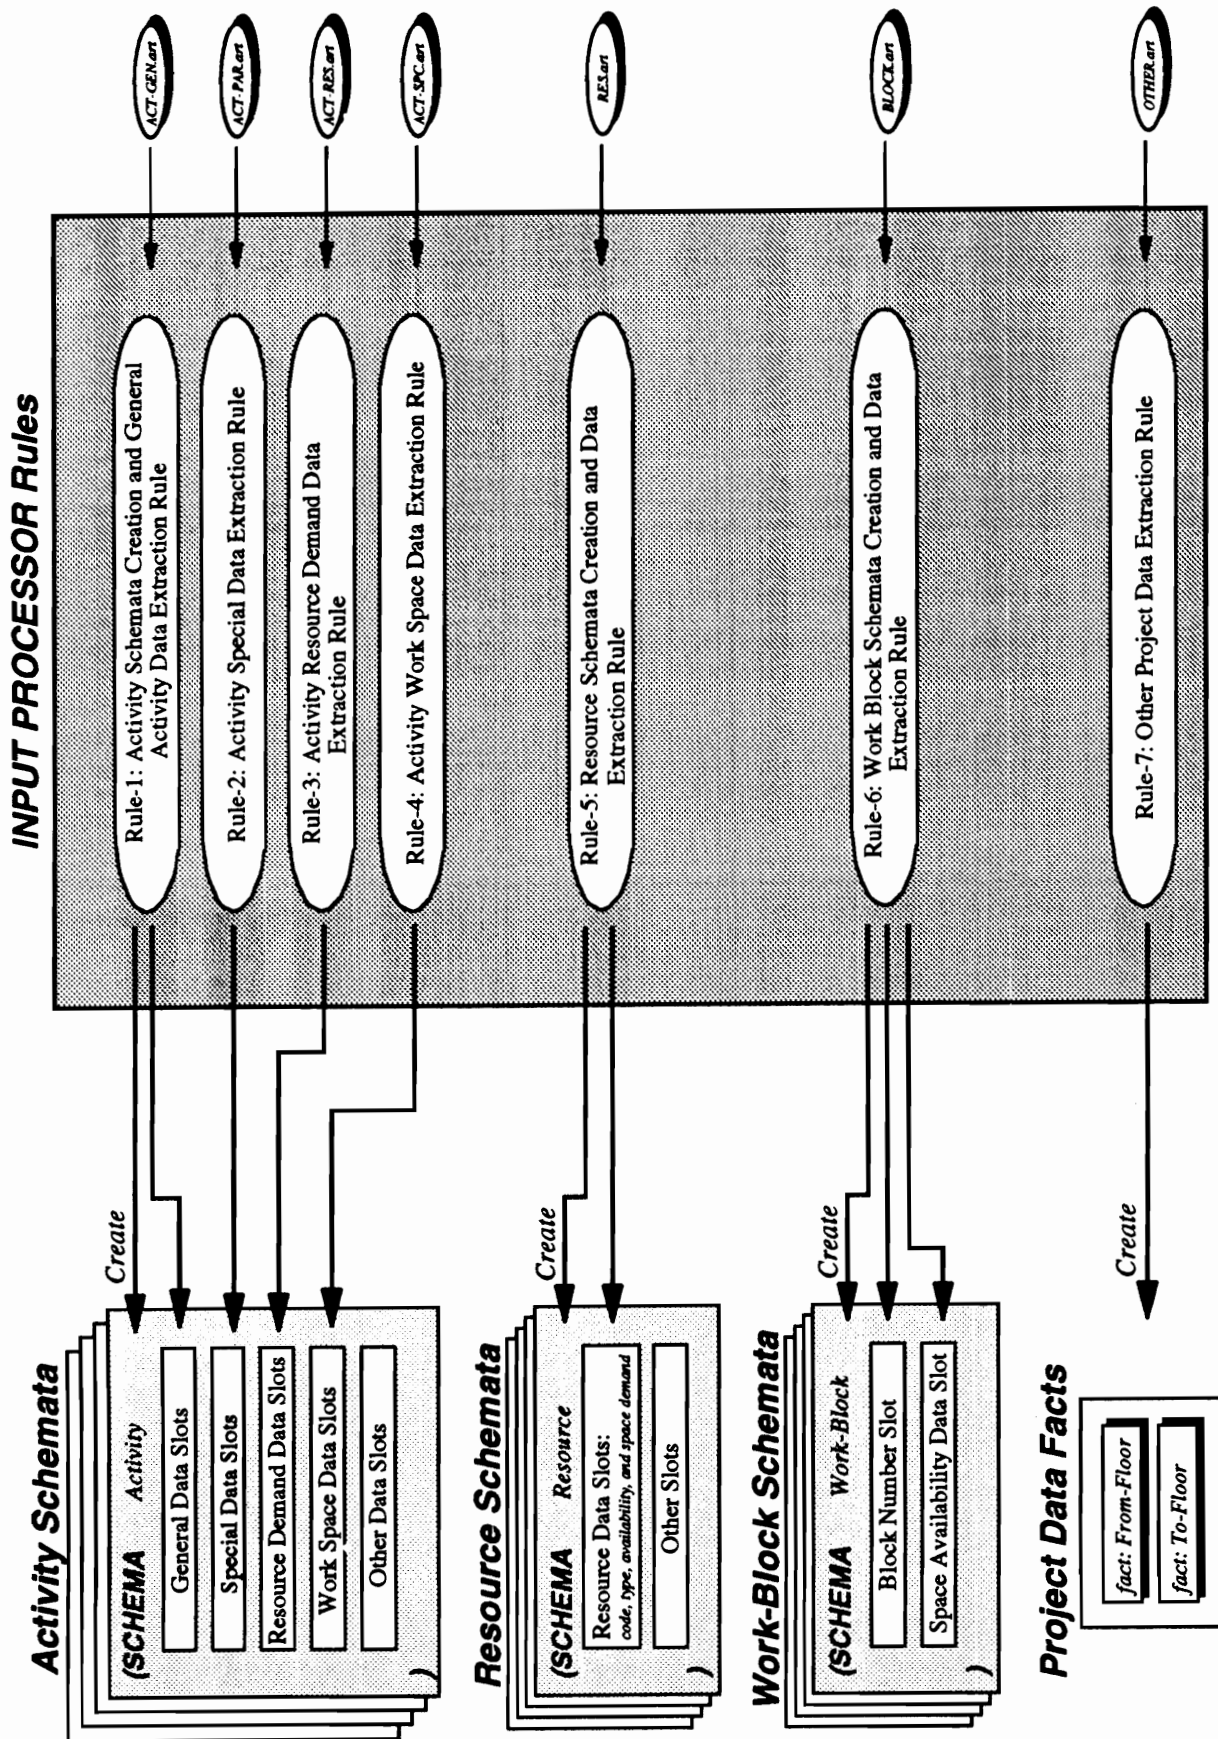 INPUT PROCESSOR Rules
ACT-GEN.art
ACT-PAR.art
ACT-RES.art
ACT-SPC.art
RES.art
BLOCK.art
OTHER.art
Rule-1: Activity Schemata Creation and General
Activity Data Extraction Rule
Rule-2: Activity Special Data Extraction Rule
Rule-3: Activity Resource Demand Data
Extraction Rule
Rule-4: Activity Work Space Data Extraction Rule
Rule-5: Resource Schemata Creation and Data
Extraction Rule
Rule-6: Work Block Schemata Creation and Data
Extraction Rule
Rule-7: Other Project Data Extraction Rule
Activity Schemata
Create
(SCHEMA Activity
General Data Slots
Special Data Slots
Resource Demand Data Slots
Work Space Data Slots
Other Data Slots
)
Resource Schemata
Create
(SCHEMA Resource
Resource Data Slots:
code, type, availability, and space demand
Other Slots
)
Work-Block Schemata
Create
(SCHEMA Work-Block
Block Number Slot
Space Availability Data Slot
)
Project Data Facts
Create
fact: From-Floor
fact: To-Floor